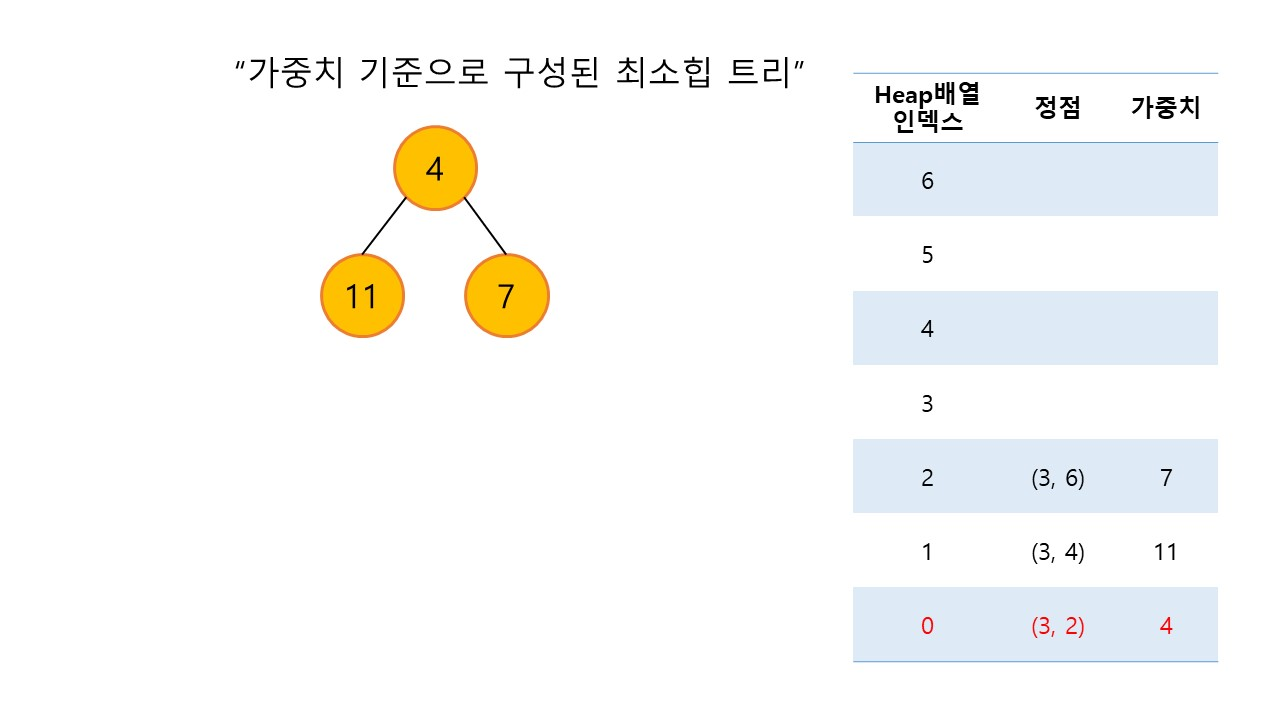 “가중치 기준으로 구성된 최소힙 트리”
4
11 7
Heap배열
인덱스 정점 가중치
6
5
4
3
2 (3, 6) 7
1 (3, 4) 11
0 (3, 2) 4